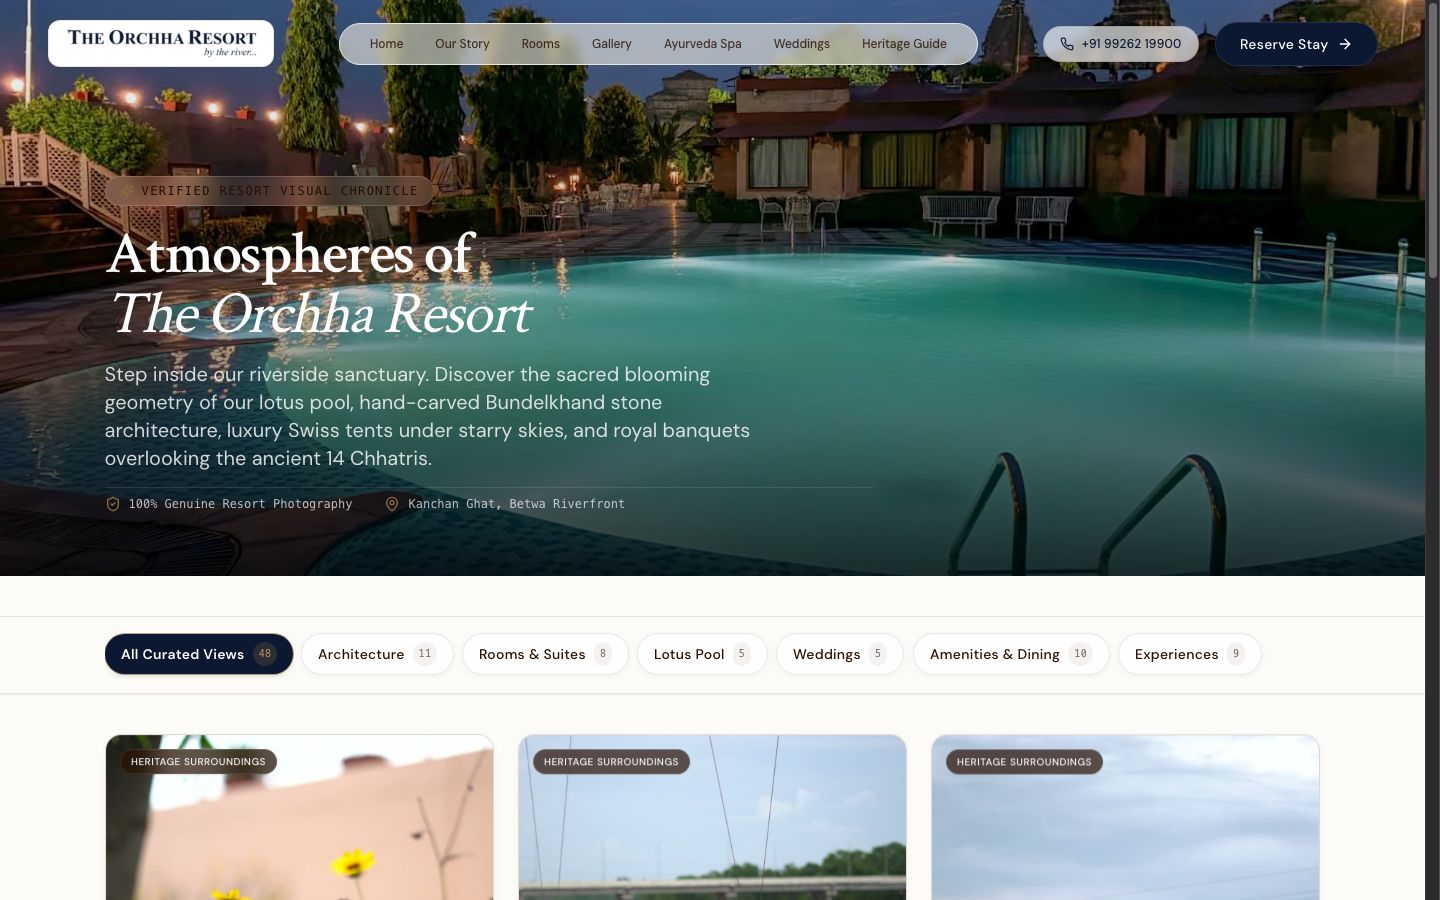 THE ORCHHA RESORT
by the river...
Home
Our Story
Rooms
Gallery
Ayurveda Spa
Weddings
Heritage Guide
+91 99262 19900
Reserve Stay
VERIFIED RESORT VISUAL CHRONICLE
Atmospheres of
The Orchha Resort
Step inside our riverside sanctuary. Discover the sacred blooming
geometry of our lotus pool, hand-carved Bundelkhand stone
architecture, luxury Swiss tents under starry skies, and royal banquets
overlooking the ancient 14 Chhatris.
100% Genuine Resort Photography
Kanchan Ghat, Betwa Riverfront
All Curated Views 48
Architecture 11
Rooms & Suites 8
Lotus Pool 5
Weddings 5
Amenities & Dining 10
Experiences 9
HERITAGE SURROUNDINGS
HERITAGE SURROUNDINGS
HERITAGE SURROUNDINGS